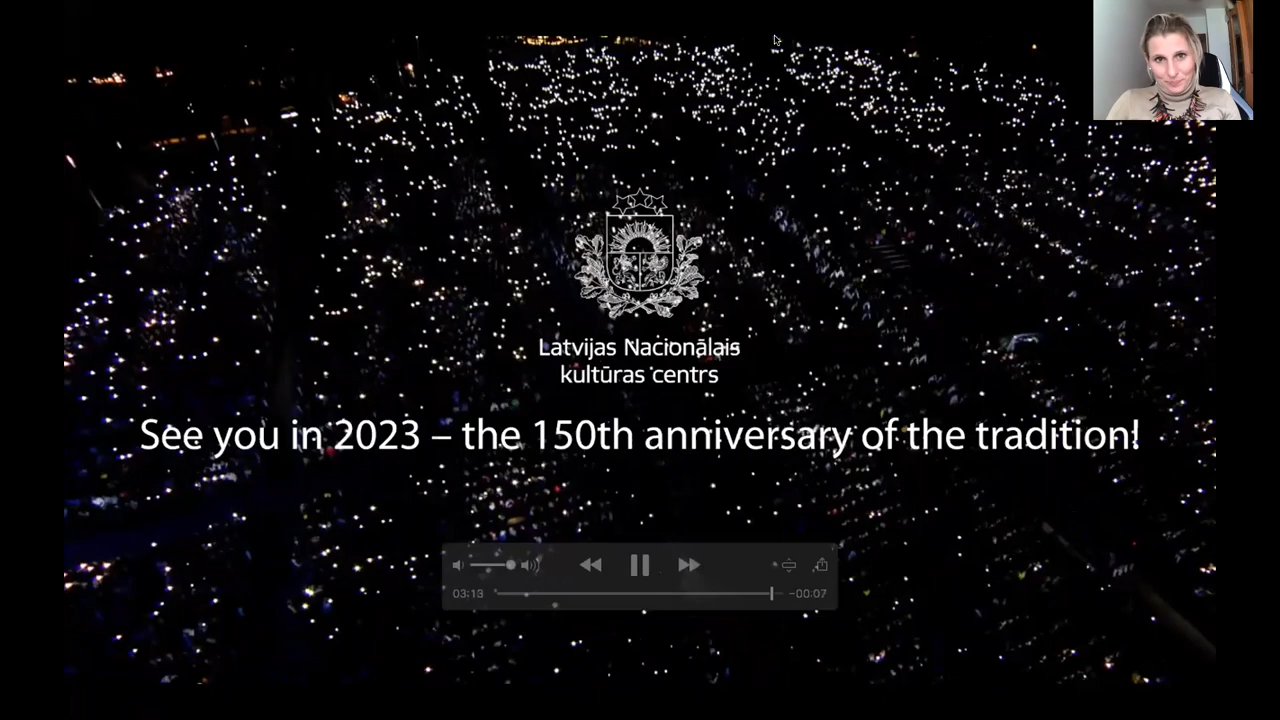 Latvijas Nacionālais
kultūras centrs
See you in 2023 – the 150th anniversary of the tradition!
03:13
-00:07